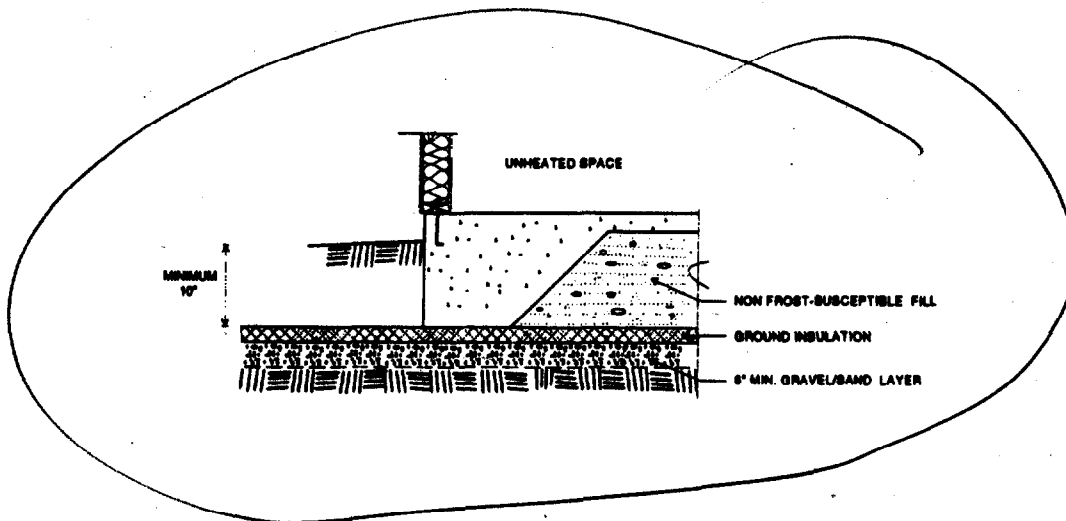 UNHEATED SPACE
MINIMUM
10"
NON FROST-SUSCEPTIBLE FILL
GROUND INSULATION
6" MIN. GRAVEL/SAND LAYER